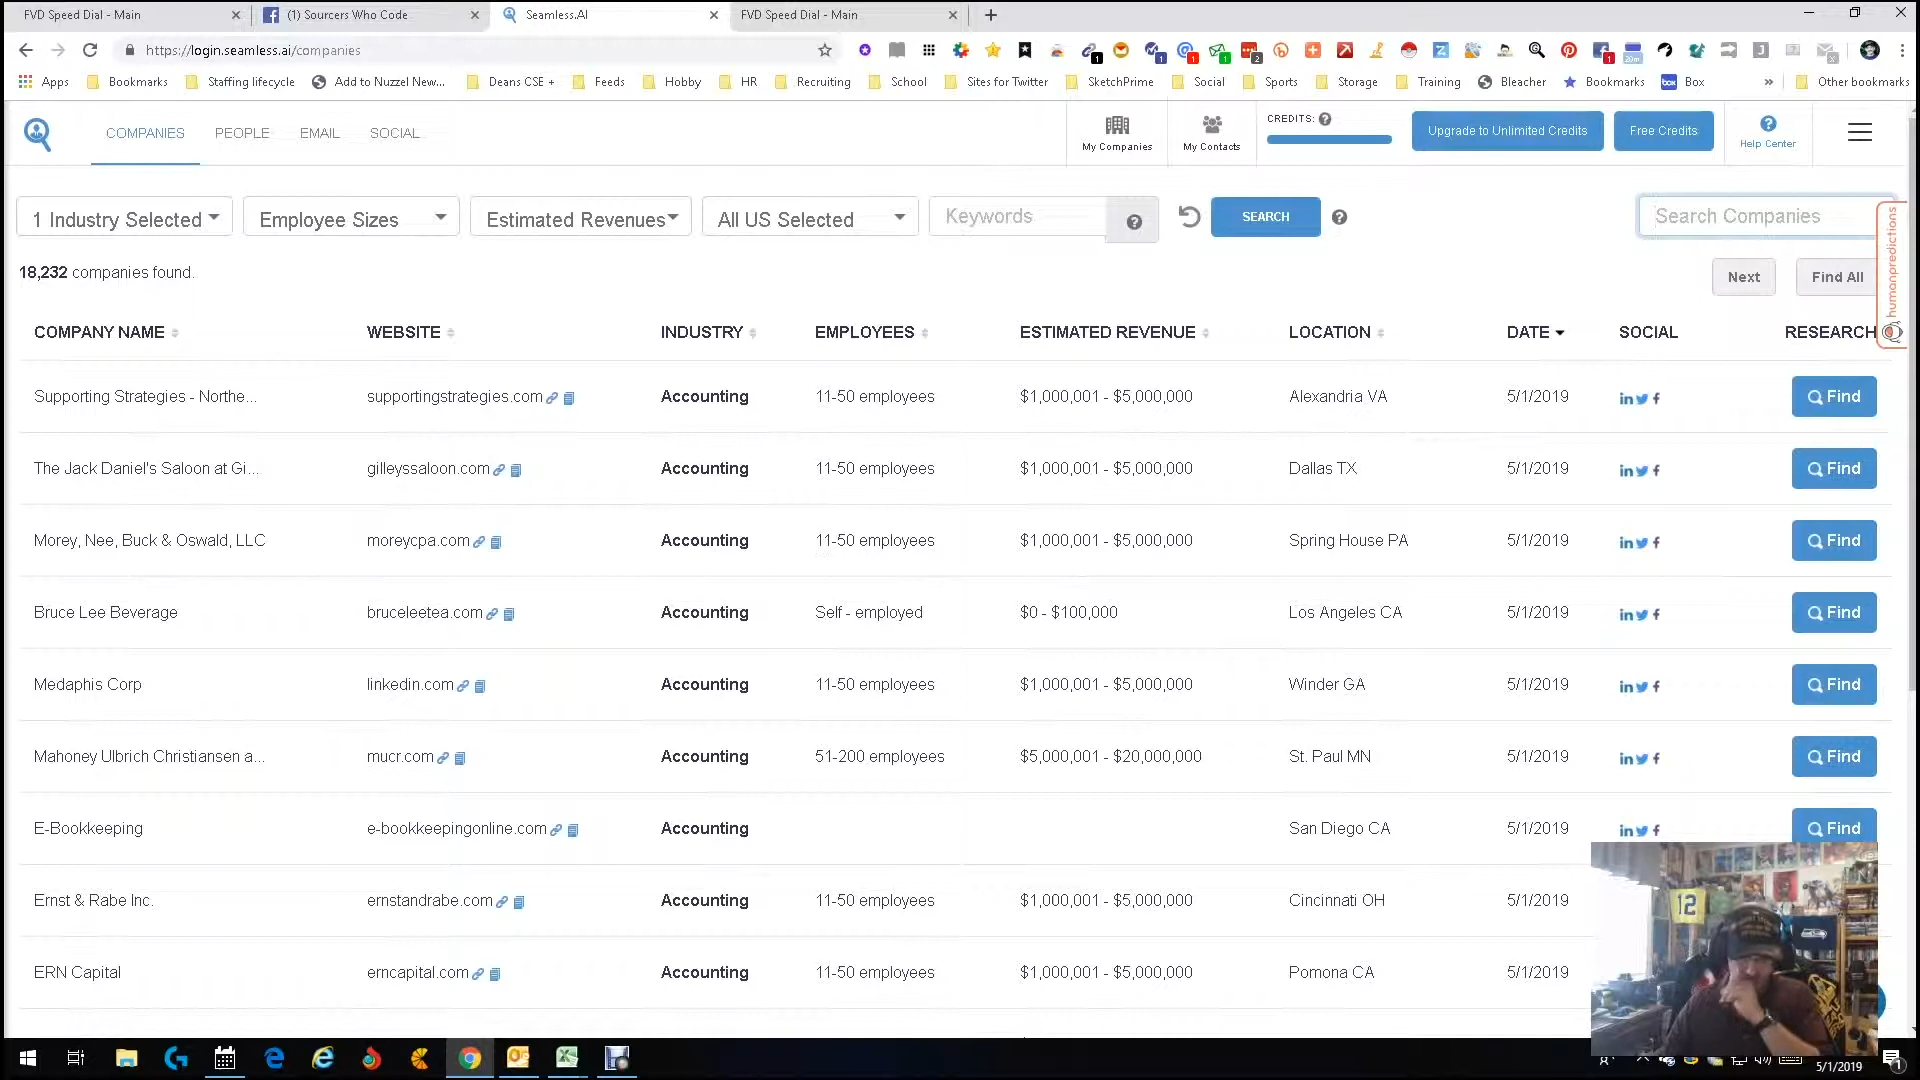 FVD Speed Dial - Main
(1) Sourcers Who Code
Seamless.AI
FVD Speed Dial - Main
https://login.seamless.ai/companies
Apps
Bookmarks
Staffing lifecycle
Add to Nuzzel New...
Deans CSE +
Feeds
Hobby
HR
Recruiting
School
Sites for Twitter
SketchPrime
Social
Sports
Storage
Training
Bleacher
Bookmarks
Box
Other bookmarks
COMPANIES
PEOPLE
EMAIL
SOCIAL
My Companies
My Contacts
CREDITS:
Upgrade to Unlimited Credits
Free Credits
Help Center
1 Industry Selected
Employee Sizes
Estimated Revenues
All US Selected
Keywords
SEARCH
Search Companies
humanpredictions
18,232 companies found.
Next
Find All
COMPANY NAME WEBSITE INDUSTRY EMPLOYEES ESTIMATED REVENUE LOCATION DATE SOCIAL RESEARCH
Supporting Strategies - Northe... supportingstrategies.com Accounting 11-50 employees $1,000,001 - $5,000,000 Alexandria VA 5/1/2019 Find
The Jack Daniel's Saloon at Gi... gilleyssaloon.com Accounting 11-50 employees $1,000,001 - $5,000,000 Dallas TX 5/1/2019 Find
Morey, Nee, Buck & Oswald, LLC moreycpa.com Accounting 11-50 employees $1,000,001 - $5,000,000 Spring House PA 5/1/2019 Find
Bruce Lee Beverage bruceleetea.com Accounting Self - employed $0 - $100,000 Los Angeles CA 5/1/2019 Find
Medaphis Corp linkedin.com Accounting 11-50 employees $1,000,001 - $5,000,000 Winder GA 5/1/2019 Find
Mahoney Ulbrich Christiansen a... mucr.com Accounting 51-200 employees $5,000,001 - $20,000,000 St. Paul MN 5/1/2019 Find
E-Bookkeeping e-bookkeepingonline.com Accounting San Diego CA 5/1/2019 Find
Ernst & Rabe Inc. ernstandrabe.com Accounting 11-50 employees $1,000,001 - $5,000,000 Cincinnati OH 5/1/2019
ERN Capital erncapital.com Accounting 11-50 employees $1,000,001 - $5,000,000 Pomona CA 5/1/2019
12
5/1/2019